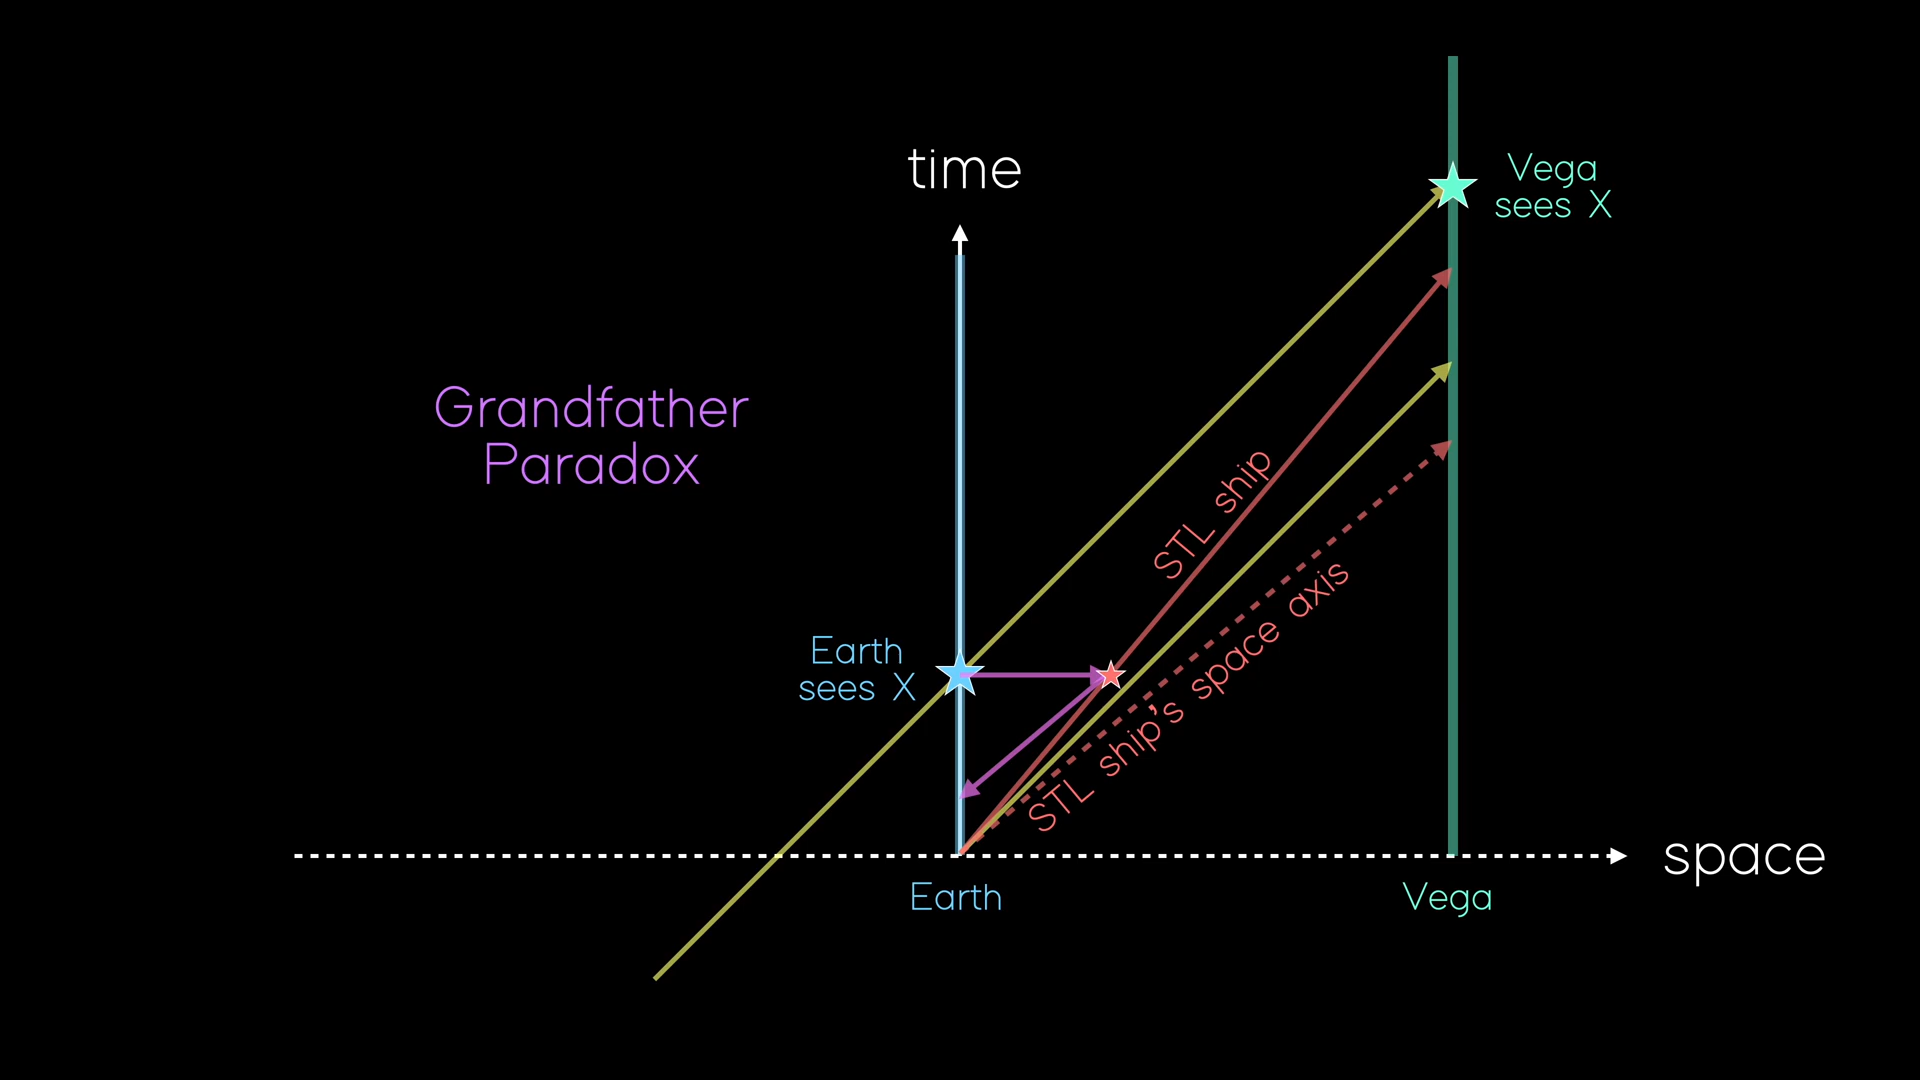 time
Vega
sees X
Grandfather
Paradox
STL ship
STL ship's space axis
Earth
sees X
space
Earth
Vega